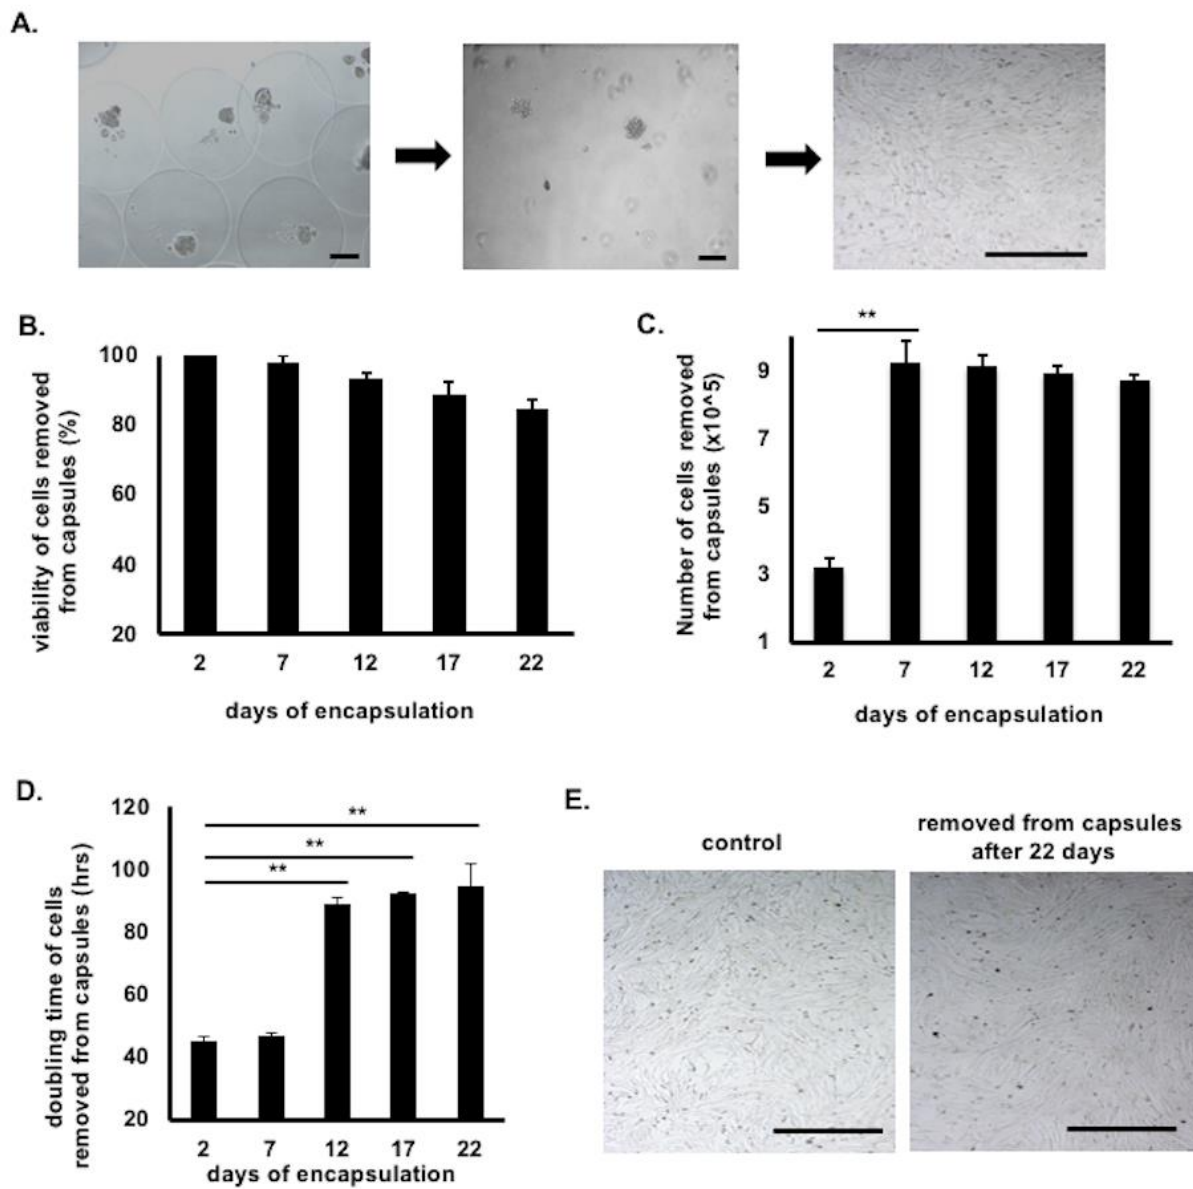 A.
B.
viability of cells removed
from capsules (%)
100
80
60
40
20
2 7 12 17 22
days of encapsulation
C.
**
Number of cells removed
from capsules (x10^5)
9
7
5
3
1
2 7 12 17 22
days of encapsulation
D.
doubling time of cells
removed from capsules (hrs)
120
100
80
60
40
20
**
**
**
2 7 12 17 22
days of encapsulation
E.
control
removed from capsules
after 22 days